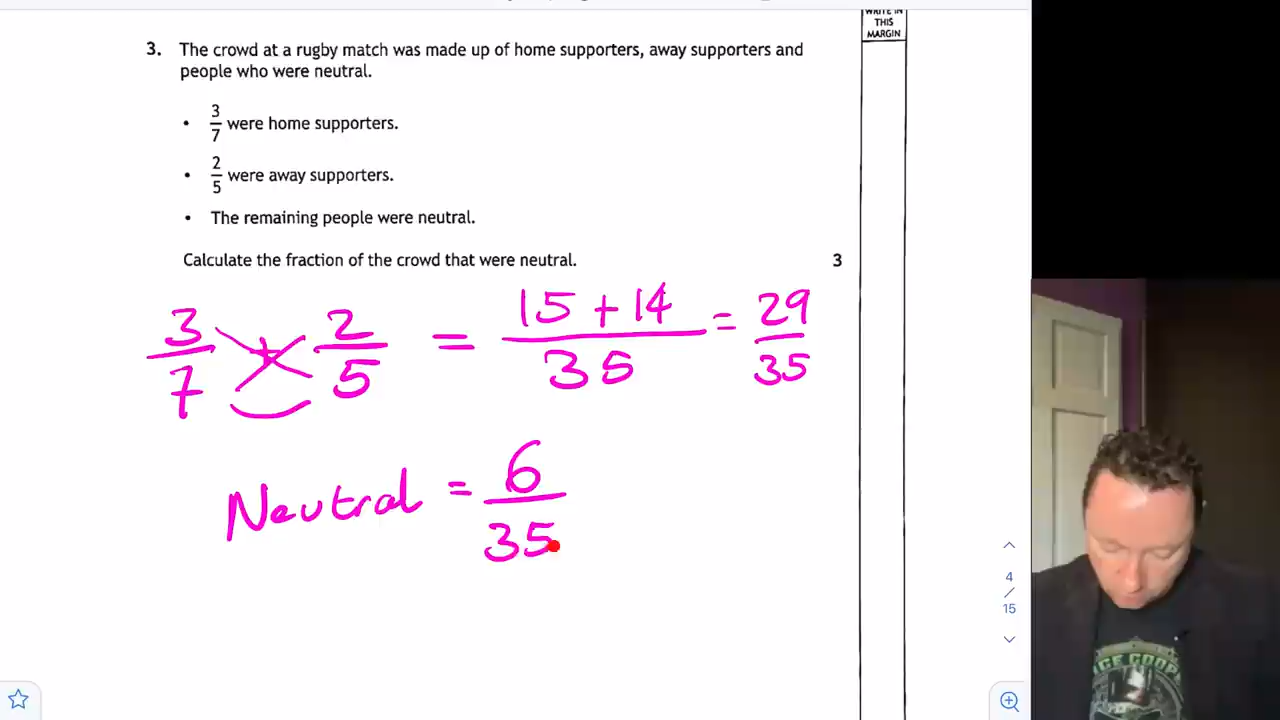 WRITE IN
THIS
MARGIN
3. The crowd at a rugby match was made up of home supporters, away supporters and
people who were neutral.
• 3/7 were home supporters.
• 2/5 were away supporters.
• The remaining people were neutral.
Calculate the fraction of the crowd that were neutral. 3
3/7 + 2/5 = 15 + 14/35 = 29/35
Neutral = 6/35
4
/
15